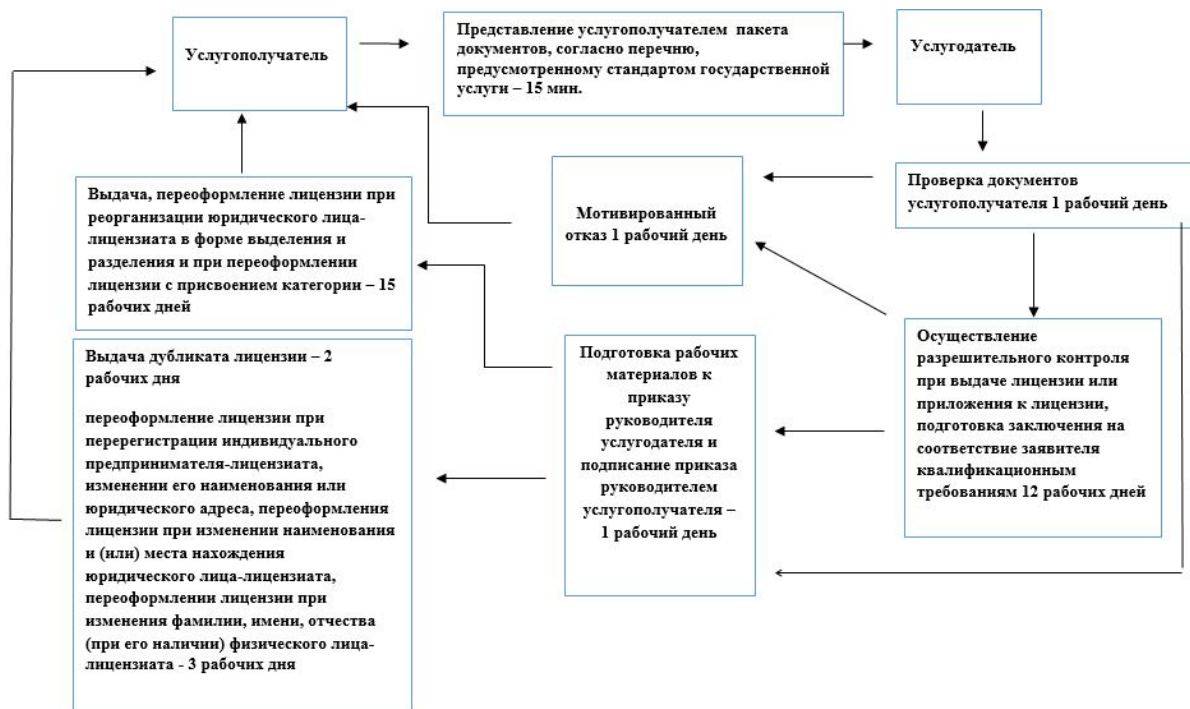 Услугополучатель
Представление услугополучателем пакета
документов, согласно перечню,
предусмотренному стандартом государственной
услуги – 15 мин.
Услугодатель
Выдача, переоформление лицензии при
реорганизации юридического лица-
лицензиата в форме выделения и
разделения и при переоформлении
лицензии с присвоением категории – 15
рабочих дней
Мотивированный
отказ 1 рабочий день
Проверка документов
услугополучателя 1 рабочий день
Выдача дубликата лицензии – 2
рабочих дня
переоформление лицензии при
перерегистрации индивидуального
предпринимателя-лицензиата,
изменении его наименования или
юридического адреса, переоформления
лицензии при изменении наименования
и (или) места нахождения
юридического лица-лицензиата,
переоформлении лицензии при
изменения фамилии, имени, отчества
(при его наличии) физического лица-
лицензиата - 3 рабочих дня
Подготовка рабочих
материалов к
приказу
руководителя
услугодателя и
подписание приказа
руководителем
услугополучателя –
1 рабочий день
Осуществление
разрешительного контроля
при выдаче лицензии или
приложения к лицензии,
подготовка заключения на
соответствие заявителя
квалификационным
требованиям 12 рабочих дней